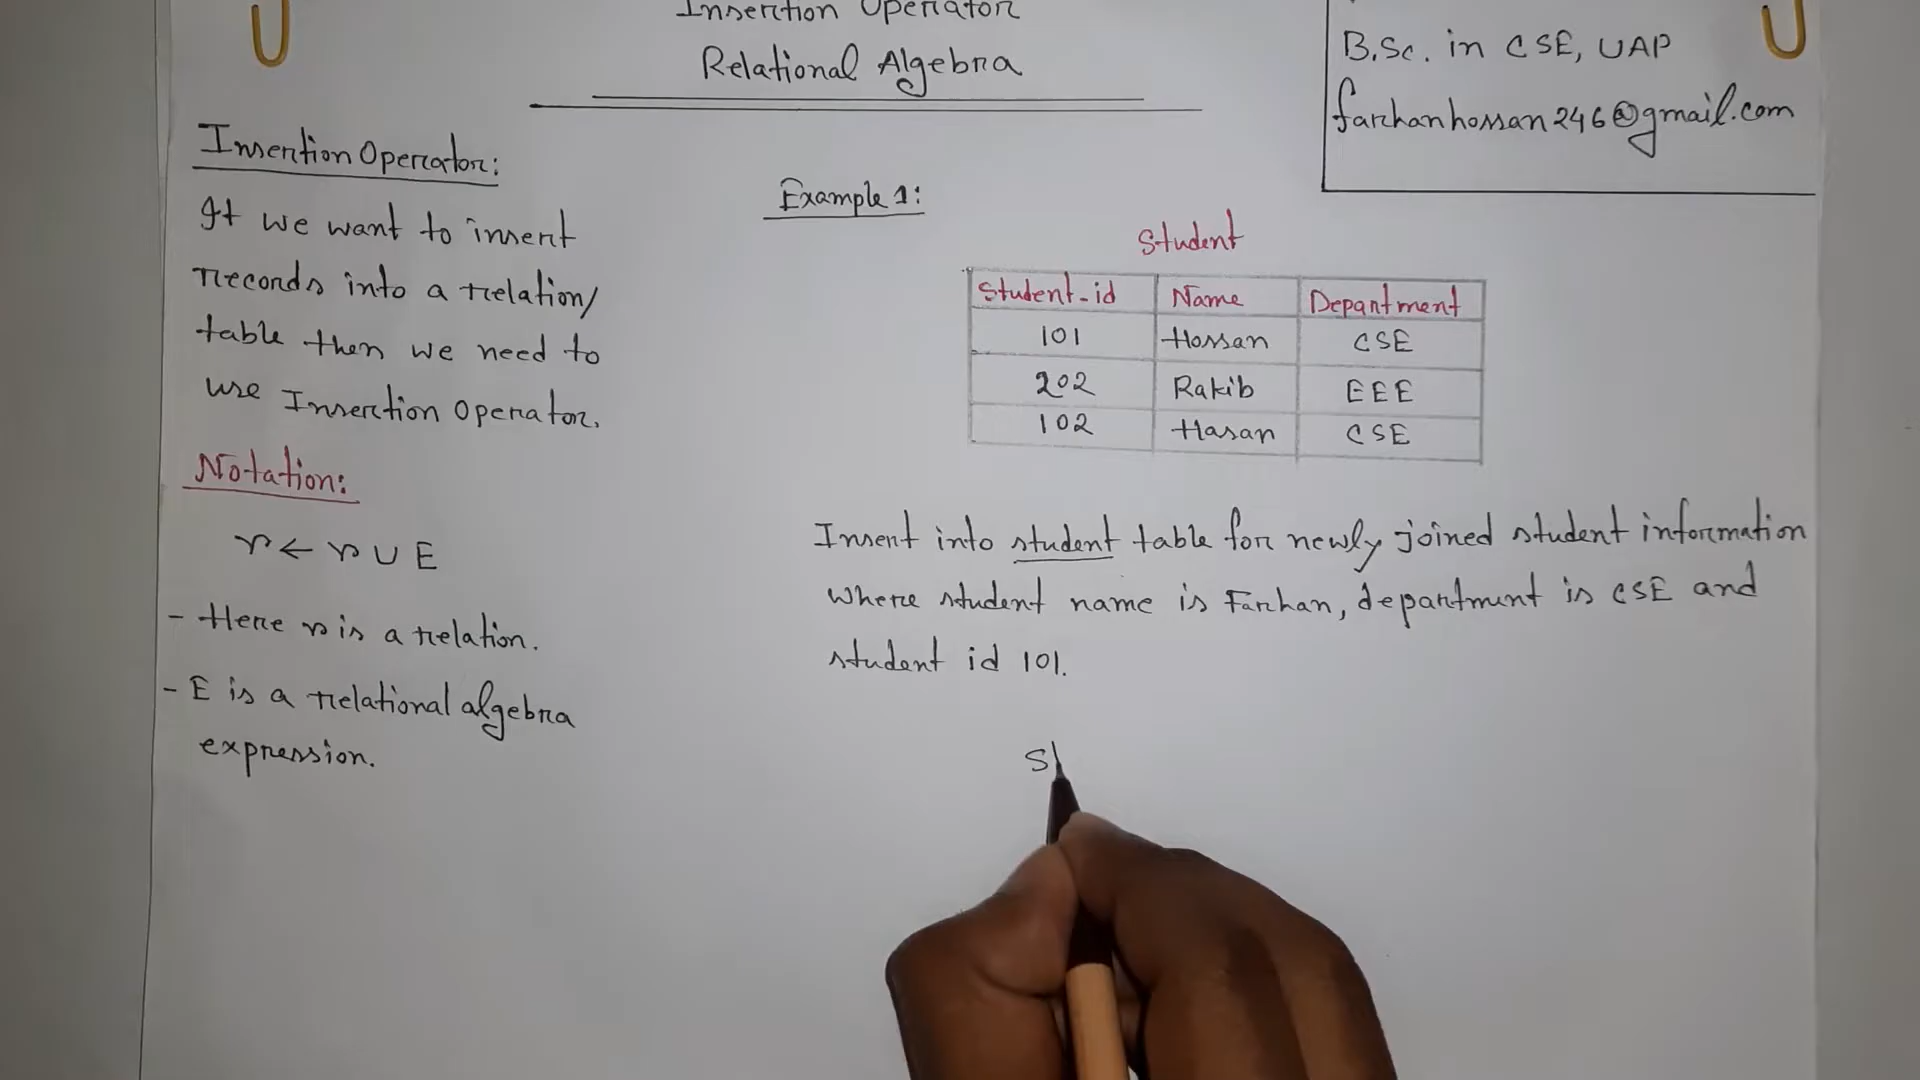 Insertion Operator
Relational Algebra
B.Sc. in CSE, UAP
farhanhossan246@gmail.com
Insertion Operator:
If we want to insert
records into a relation/
table then we need to
use Insertion Operator.
Notation:
r ← r ∪ E
- Here r is a relation.
- E is a relational algebra
expression.
Example 1:
Student
Student-id Name Department
101 Hossan CSE
202 Rakib EEE
102 Hasan CSE
Insert into student table for newly joined student information
where student name is Farhan, department is CSE and
student id 101.